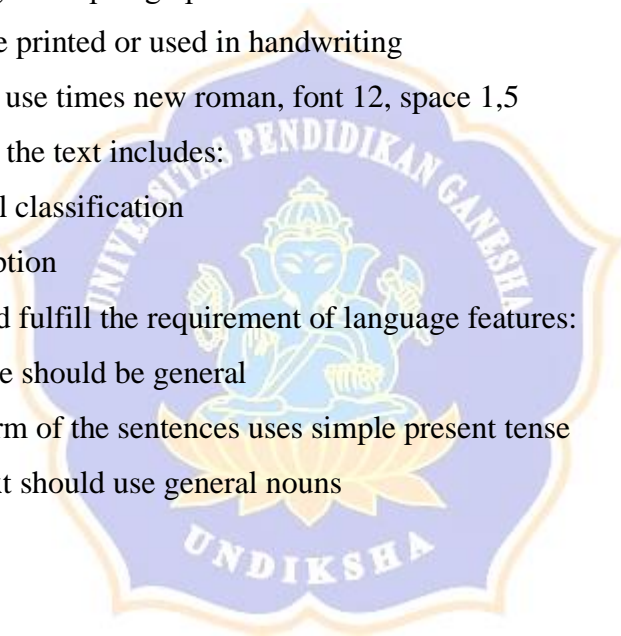 e printed or used in handwriting
use times new roman, font 12, space 1,5
the text includes:
l classification
ption
d fulfill the requirement of language features:
e should be general
rm of the sentences uses simple present tense
t should use general nouns
UNIVERSITAS PENDIDIKAN GANESHA
UNDIKSHA